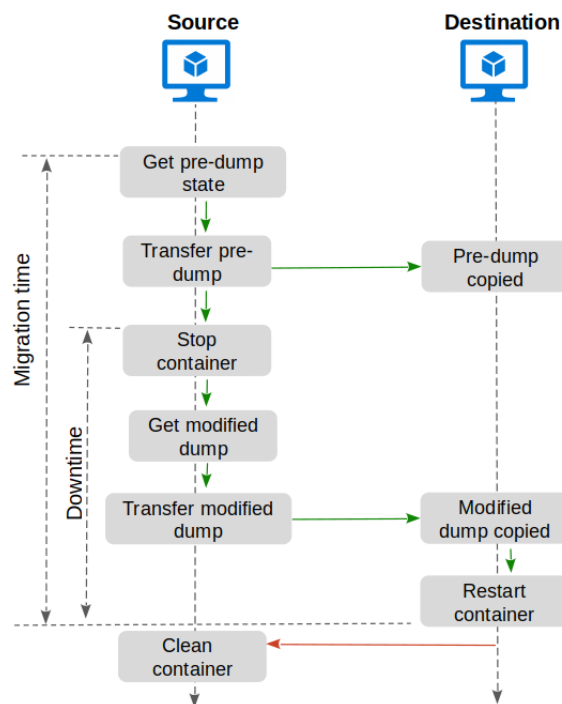 Source
Destination
Get pre-dump
state
Transfer pre-
dump
Pre-dump
copied
Stop
container
Get modified
dump
Transfer modified
dump
Modified
dump copied
Restart
container
Clean
container
Migration time
Downtime